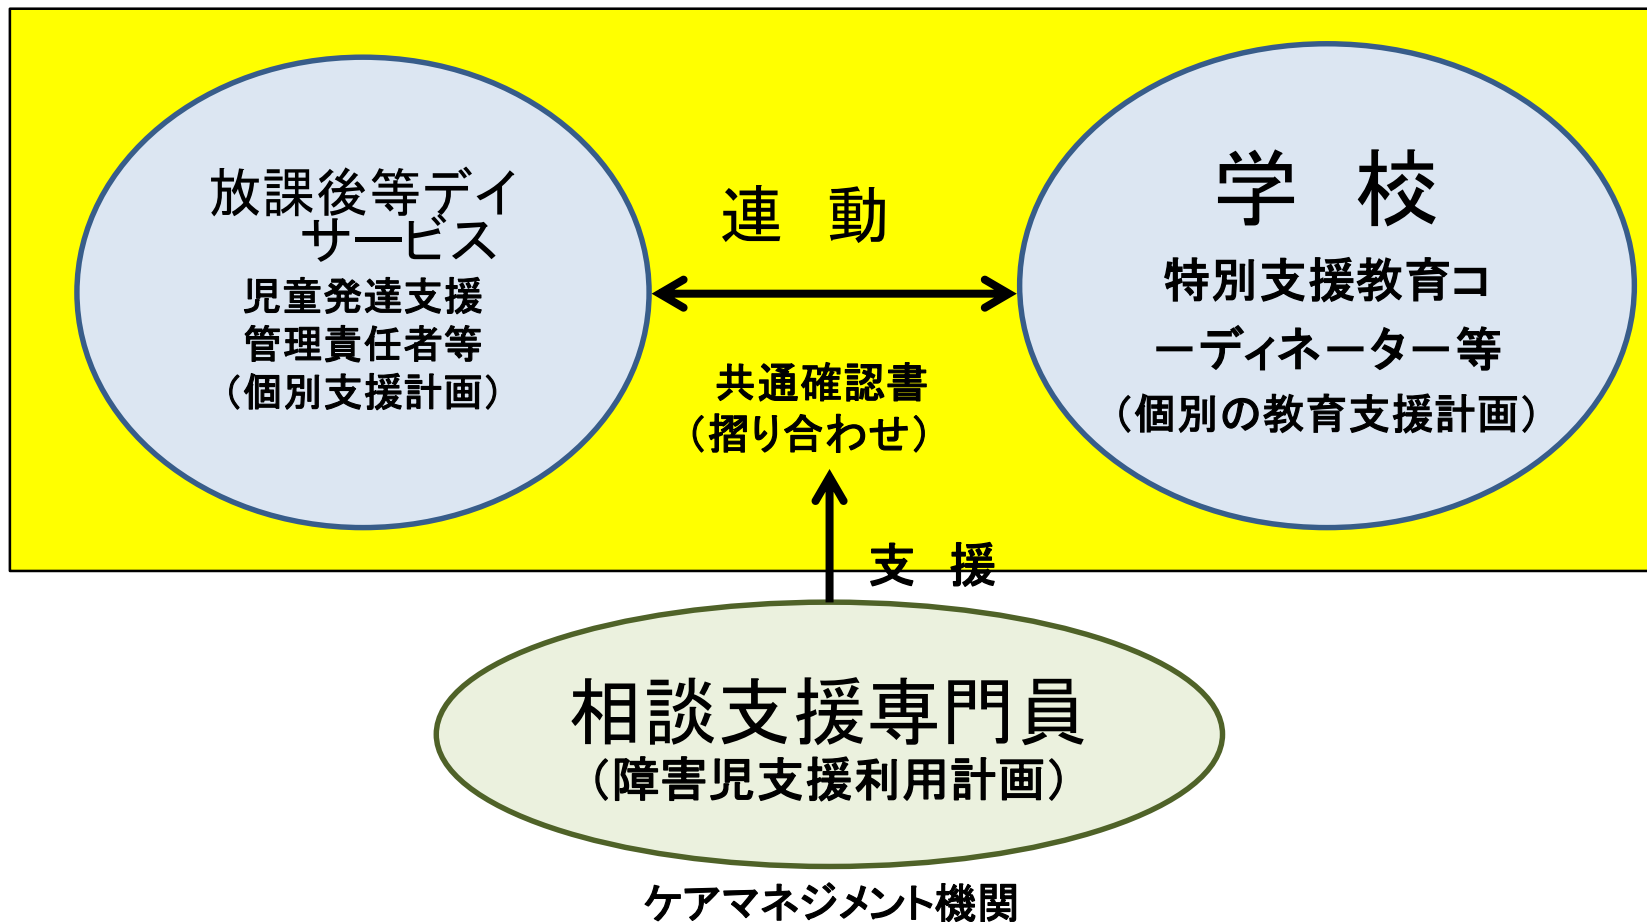 放課後等デイ
サービス
児童発達支援
管理責任者等
（個別支援計画）
連　動
共通確認書
（摺り合わせ）
学　校
特別支援教育コ
ーディネーター等
（個別の教育支援計画）
支　援
相談支援専門員
（障害児支援利用計画）
ケアマネジメント機関